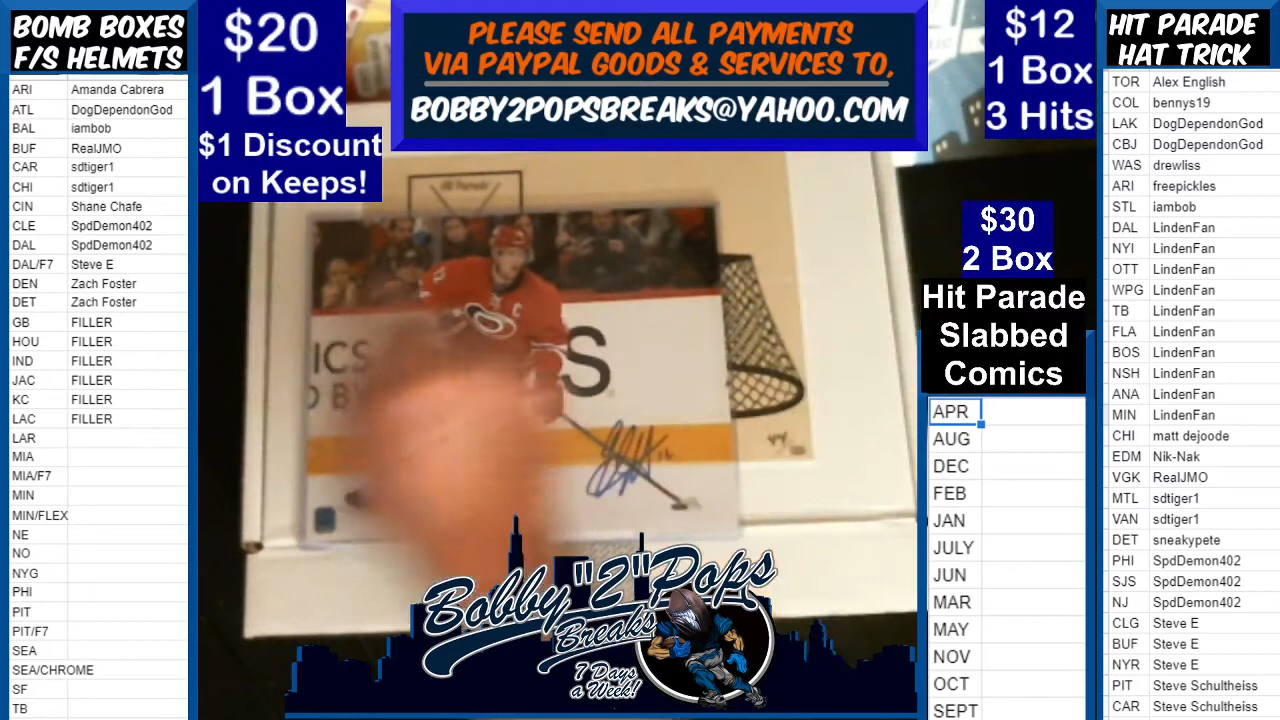 BOMB BOXES
F/S HELMETS
ARI Amanda Cabrera
ATL DogDependonGod
BAL iambob
BUF RealJMO
CAR sdtiger1
CHI sdtiger1
CIN Shane Chafe
CLE SpdDemon402
DAL SpdDemon402
DAL/F7 Steve E
DEN Zach Foster
DET Zach Foster
GB FILLER
HOU FILLER
IND FILLER
JAC FILLER
KC FILLER
LAC FILLER
LAR
MIA
MIA/F7
MIN
MIN/FLEX
NE
NO
NYG
PHI
PIT
PIT/F7
SEA
SEA/CHROME
SF
TB
$20
1 Box
$1 Discount
on Keeps!
PLEASE SEND ALL PAYMENTS
VIA PAYPAL GOODS & SERVICES TO,
BOBBY2POPSBREAKS@YAHOO.COM
$12
1 Box
3 Hits
$30
2 Box
Hit Parade
Slabbed
Comics
APR
AUG
DEC
FEB
JAN
JULY
JUN
MAR
MAY
NOV
OCT
SEPT
HIT PARADE
HAT TRICK
TOR Alex English
COL bennys19
LAK DogDependonGod
CBJ DogDependonGod
WAS drewliss
ARI freepickles
STL iambob
DAL LindenFan
NYI LindenFan
OTT LindenFan
WPG LindenFan
TB LindenFan
FLA LindenFan
BOS LindenFan
NSH LindenFan
ANA LindenFan
MIN LindenFan
CHI matt dejoode
EDM Nik-Nak
VGK RealJMO
MTL sdtiger1
VAN sdtiger1
DET sneakypete
PHI SpdDemon402
SJS SpdDemon402
NJ SpdDemon402
CLG Steve E
BUF Steve E
NYR Steve E
PIT Steve Schultheiss
CAR Steve Schultheiss
ICS
S
D BY
Bobby "2" Pops
Breaks
7 Days
a Week!